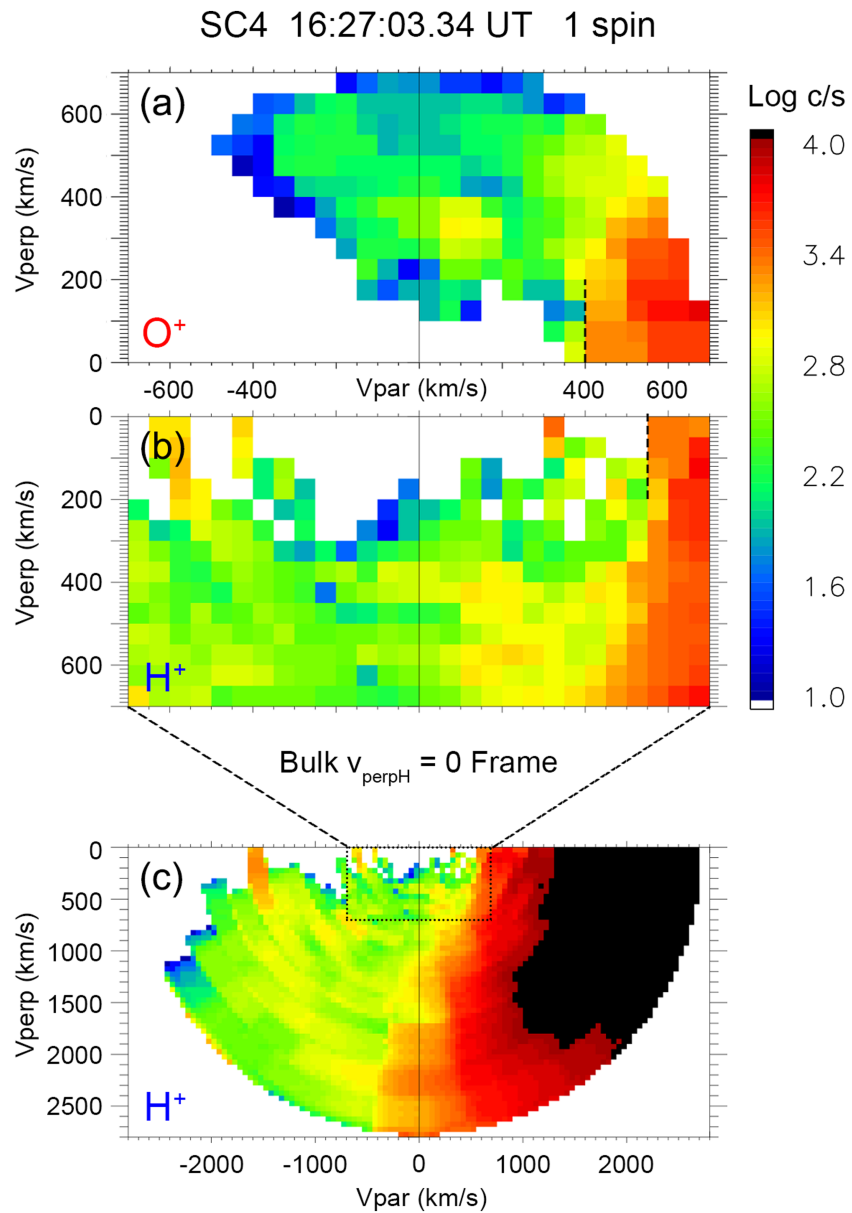 SC4 16:27:03.34 UT 1 spin
(a)
Log c/s
4.0
3.4
2.8
2.2
1.6
1.0
Vperp (km/s)
600
400
200
0
O+
-600 -400 Vpar (km/s) 400 600
(b)
Vperp (km/s)
0
200
400
600
H+
Bulk vperpH = 0 Frame
(c)
Vperp (km/s)
0
500
1000
1500
2000
2500
H+
-2000 -1000 0 1000 2000
Vpar (km/s)